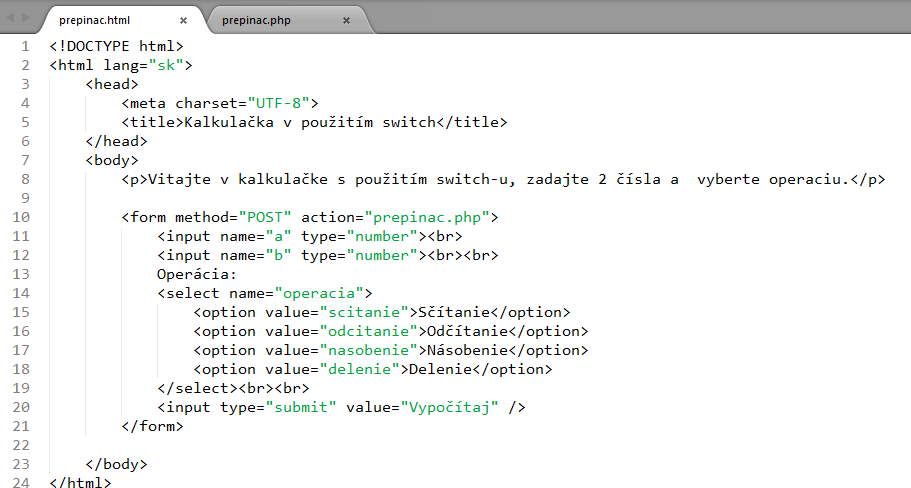 prepinac.html × prepinac.php ×
1 <!DOCTYPE html>
2 <html lang="sk">
3 <head>
4 <meta charset="UTF-8">
5 <title>Kalkulačka v použitím switch</title>
6 </head>
7 <body>
8 <p>Vitajte v kalkulačke s použitím switch-u, zadajte 2 čísla a  vyberte operaciu.</p>
9
10 <form method="POST" action="prepinac.php">
11 <input name="a" type="number"><br>
12 <input name="b" type="number"><br><br>
13 Operácia:
14 <select name="operacia">
15 <option value="scitanie">Sčítanie</option>
16 <option value="odcitanie">Odčítanie</option>
17 <option value="nasobenie">Násobenie</option>
18 <option value="delenie">Delenie</option>
19 </select><br><br>
20 <input type="submit" value="Vypočítaj" />
21 </form>
22
23 </body>
24 </html>